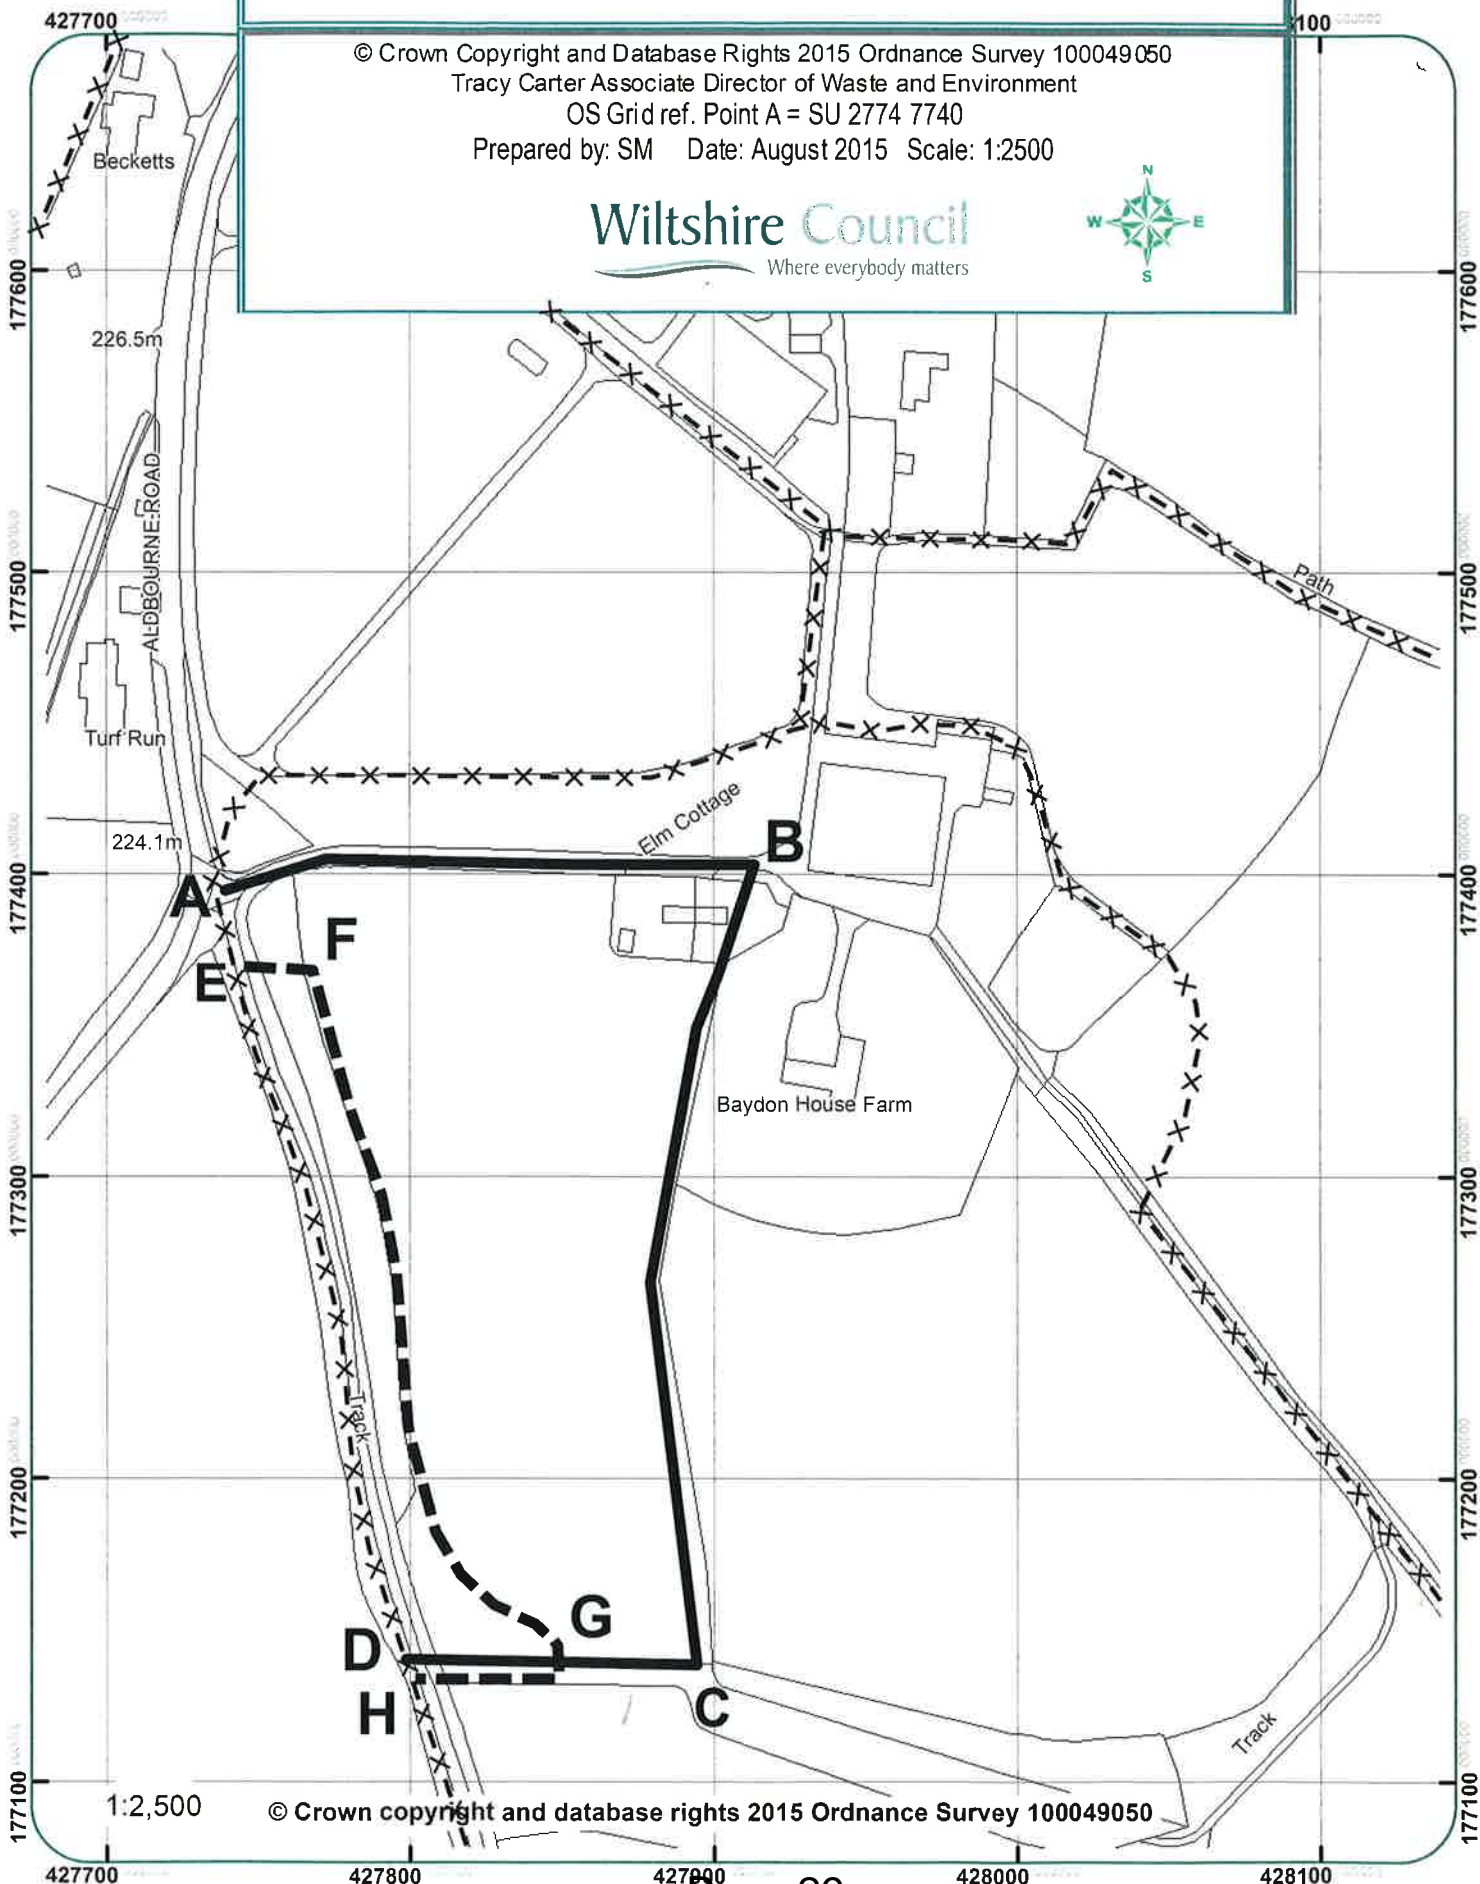 427700
100
© Crown Copyright and Database Rights 2015 Ordnance Survey 100049050
Tracy Carter Associate Director of Waste and Environment
OS Grid ref. Point A = SU 2774 7740
Prepared by: SM Date: August 2015 Scale: 1:2500
Wiltshire Council
Where everybody matters
N
W E
S
Becketts
177600
177600
226.5m
ALDBOURNE ROAD
177500
177500
Path
Turf Run
Elm Cottage
224.1m
B
177400
177400
A
F
E
Baydon House Farm
177300
177300
Track
177200
177200
G
D
H
C
Track
177100
177100
1:2,500
© Crown copyright and database rights 2015 Ordnance Survey 100049050
427700
427800
427900
428000
428100